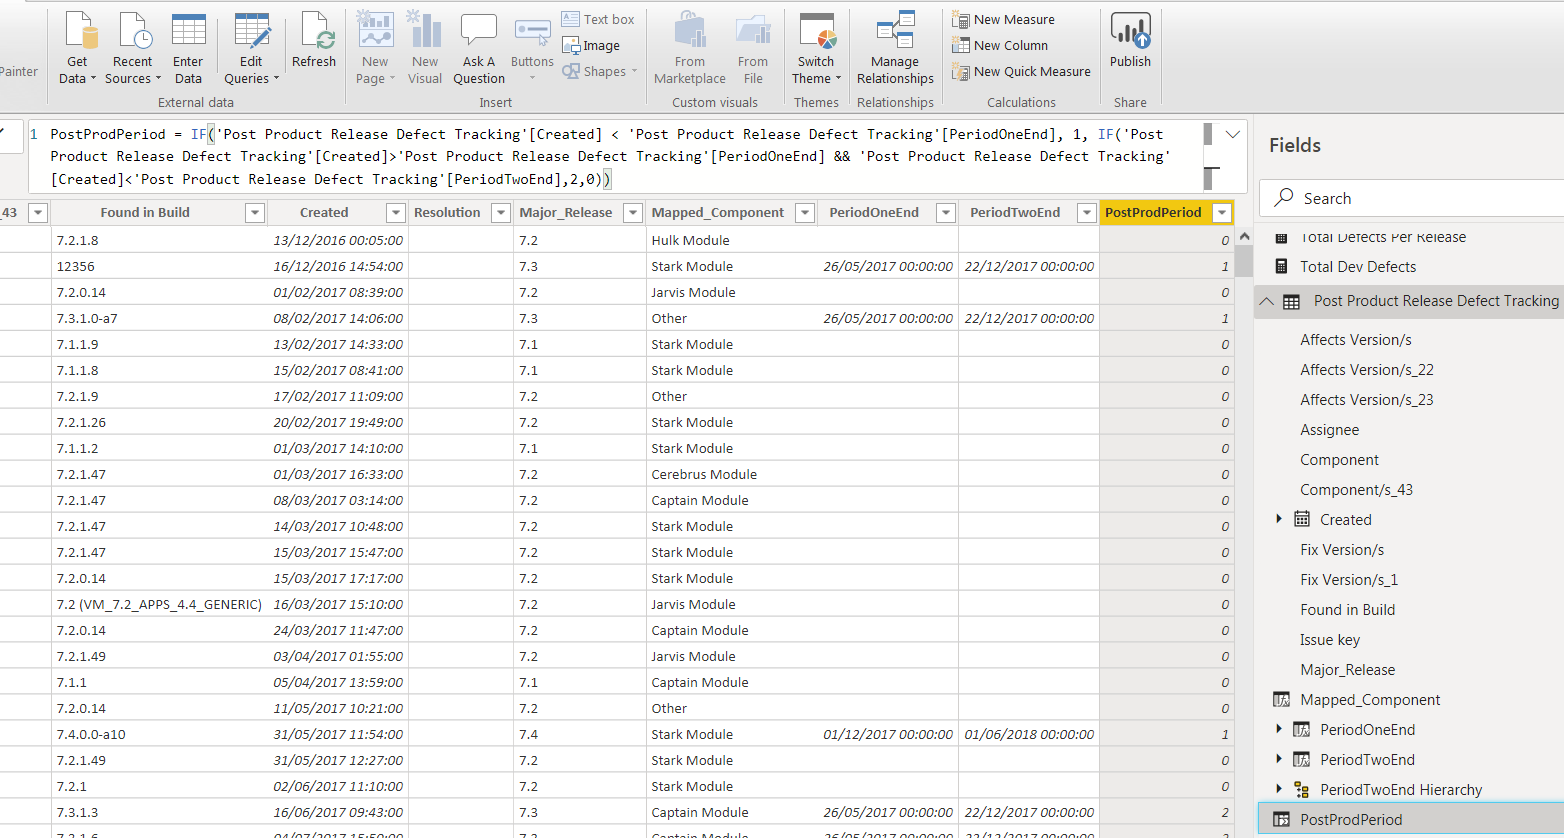 Painter
Get Data
Recent Sources
Enter Data
Edit Queries
Refresh
External data
New Page
New Visual
Ask A Question
Buttons
Text box
Image
Shapes
Insert
From Marketplace
From File
Custom visuals
Switch Theme
Themes
Manage Relationships
Relationships
New Measure
New Column
New Quick Measure
Calculations
Publish
Share
1 PostProdPeriod = IF('Post Product Release Defect Tracking'[Created] < 'Post Product Release Defect Tracking'[PeriodOneEnd], 1, IF('Post
Product Release Defect Tracking'[Created]>'Post Product Release Defect Tracking'[PeriodOneEnd] && 'Post Product Release Defect Tracking'
[Created]<'Post Product Release Defect Tracking'[PeriodTwoEnd],2,0))
_43 Found in Build Created Resolution Major_Release Mapped_Component PeriodOneEnd PeriodTwoEnd PostProdPeriod
7.2.1.8 13/12/2016 00:05:00 7.2 Hulk Module 0
12356 16/12/2016 14:54:00 7.3 Stark Module 26/05/2017 00:00:00 22/12/2017 00:00:00 1
7.2.0.14 01/02/2017 08:39:00 7.2 Jarvis Module 0
7.3.1.0-a7 08/02/2017 14:06:00 7.3 Other 26/05/2017 00:00:00 22/12/2017 00:00:00 1
7.1.1.9 13/02/2017 14:33:00 7.1 Stark Module 0
7.1.1.8 15/02/2017 08:41:00 7.1 Stark Module 0
7.2.1.9 17/02/2017 11:09:00 7.2 Other 0
7.2.1.26 20/02/2017 19:49:00 7.2 Stark Module 0
7.1.1.2 01/03/2017 14:10:00 7.1 Stark Module 0
7.2.1.47 01/03/2017 16:33:00 7.2 Cerebrus Module 0
7.2.1.47 08/03/2017 03:14:00 7.2 Captain Module 0
7.2.1.47 14/03/2017 10:48:00 7.2 Stark Module 0
7.2.1.47 15/03/2017 15:47:00 7.2 Stark Module 0
7.2.0.14 15/03/2017 17:17:00 7.2 Stark Module 0
7.2 (VM_7.2_APPS_4.4_GENERIC) 16/03/2017 15:10:00 7.2 Jarvis Module 0
7.2.0.14 24/03/2017 11:47:00 7.2 Captain Module 0
7.2.1.49 03/04/2017 01:55:00 7.2 Jarvis Module 0
7.1.1 05/04/2017 13:59:00 7.1 Captain Module 0
7.2.0.14 11/05/2017 10:21:00 7.2 Other 0
7.4.0.0-a10 31/05/2017 11:54:00 7.4 Stark Module 01/12/2017 00:00:00 01/06/2018 00:00:00 1
7.2.1.49 31/05/2017 12:27:00 7.2 Stark Module 0
7.2.1 02/06/2017 11:10:00 7.2 Stark Module 0
7.3.1.3 16/06/2017 09:43:00 7.3 Captain Module 26/05/2017 00:00:00 22/12/2017 00:00:00 2
Fields
Search
Total Defects Per Release
Total Dev Defects
Post Product Release Defect Tracking
Affects Version/s
Affects Version/s_22
Affects Version/s_23
Assignee
Component
Component/s_43
Created
Fix Version/s
Fix Version/s_1
Found in Build
Issue key
Major_Release
Mapped_Component
PeriodOneEnd
PeriodTwoEnd
PeriodTwoEnd Hierarchy
PostProdPeriod